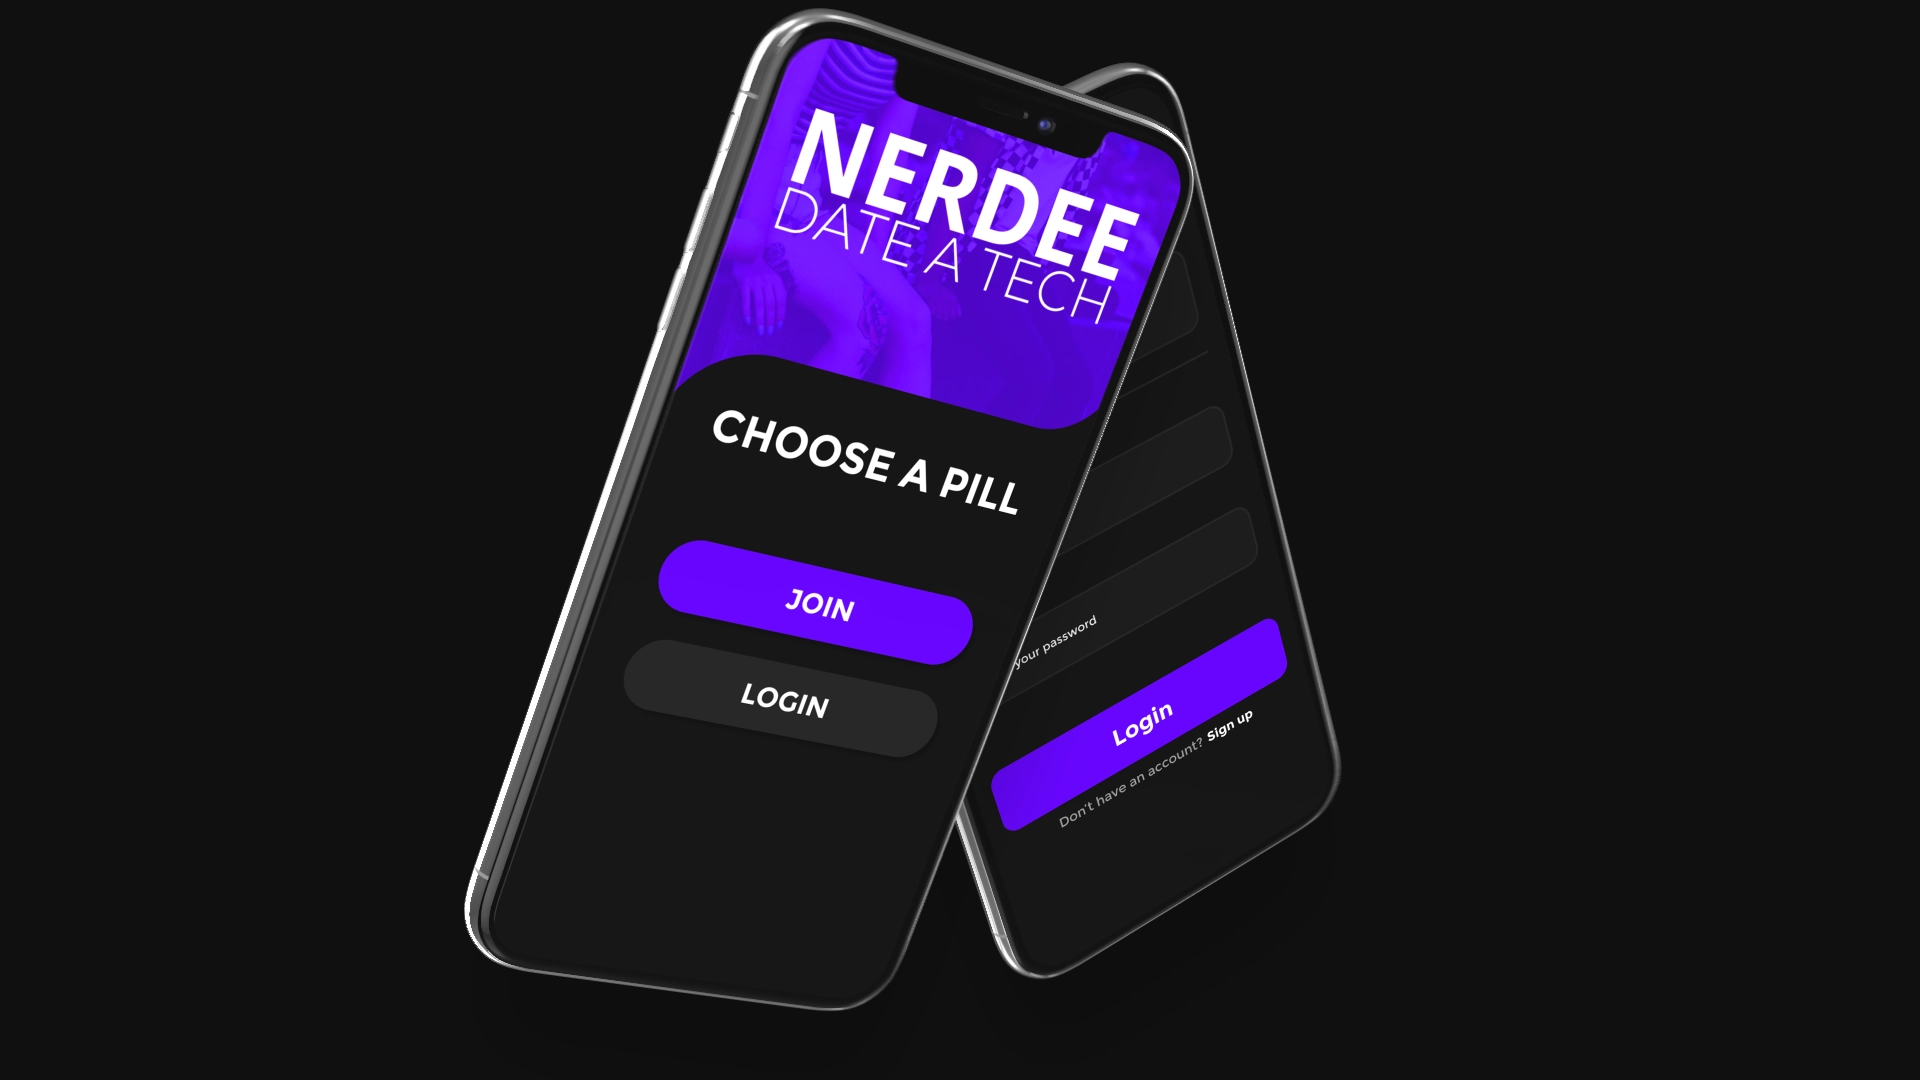 NERDEE
DATE A TECH
CHOOSE A PILL
JOIN
LOGIN
your password
Login
Don't have an account? Sign up